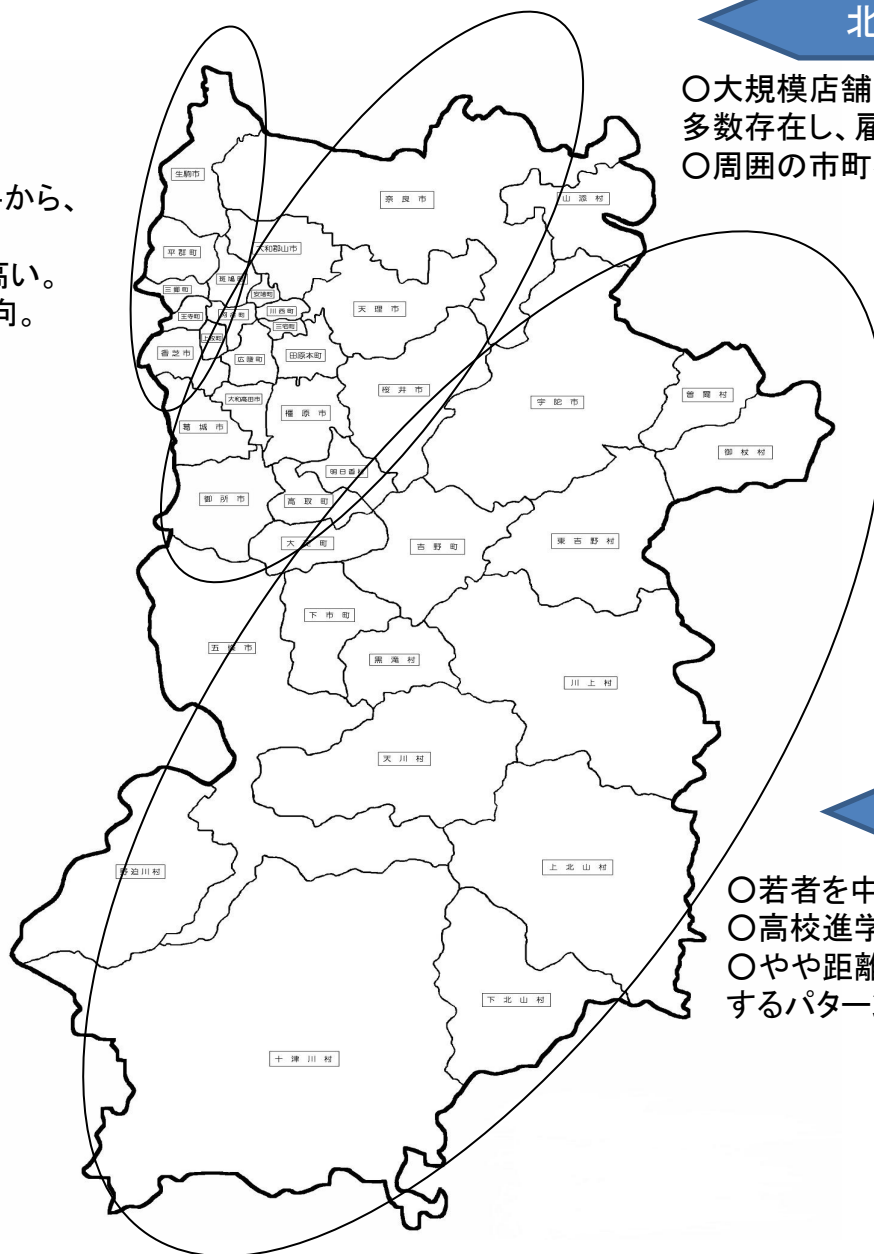 北
〇大規模店舗
多数存在し、雇
〇周囲の市町
から、
高い。
向。
生駒市
奈良市
山添村
平群町
大和郡山市
斑鳩町
三郷町
安堵町
天理市
王寺町
川西町
三宅町
上牧町
香芝市
広陵町
田原本町
桜井市
宇陀市
曽爾村
大和高田市
橿原市
葛城市
御杖村
明日香村
御所市
高取町
大淀町
吉野町
東吉野村
下市町
五條市
黒滝村
川上村
天川村
野迫川村
上北山村
〇若者を中
〇高校進学
〇やや距離
するパター
下北山村
十津川村